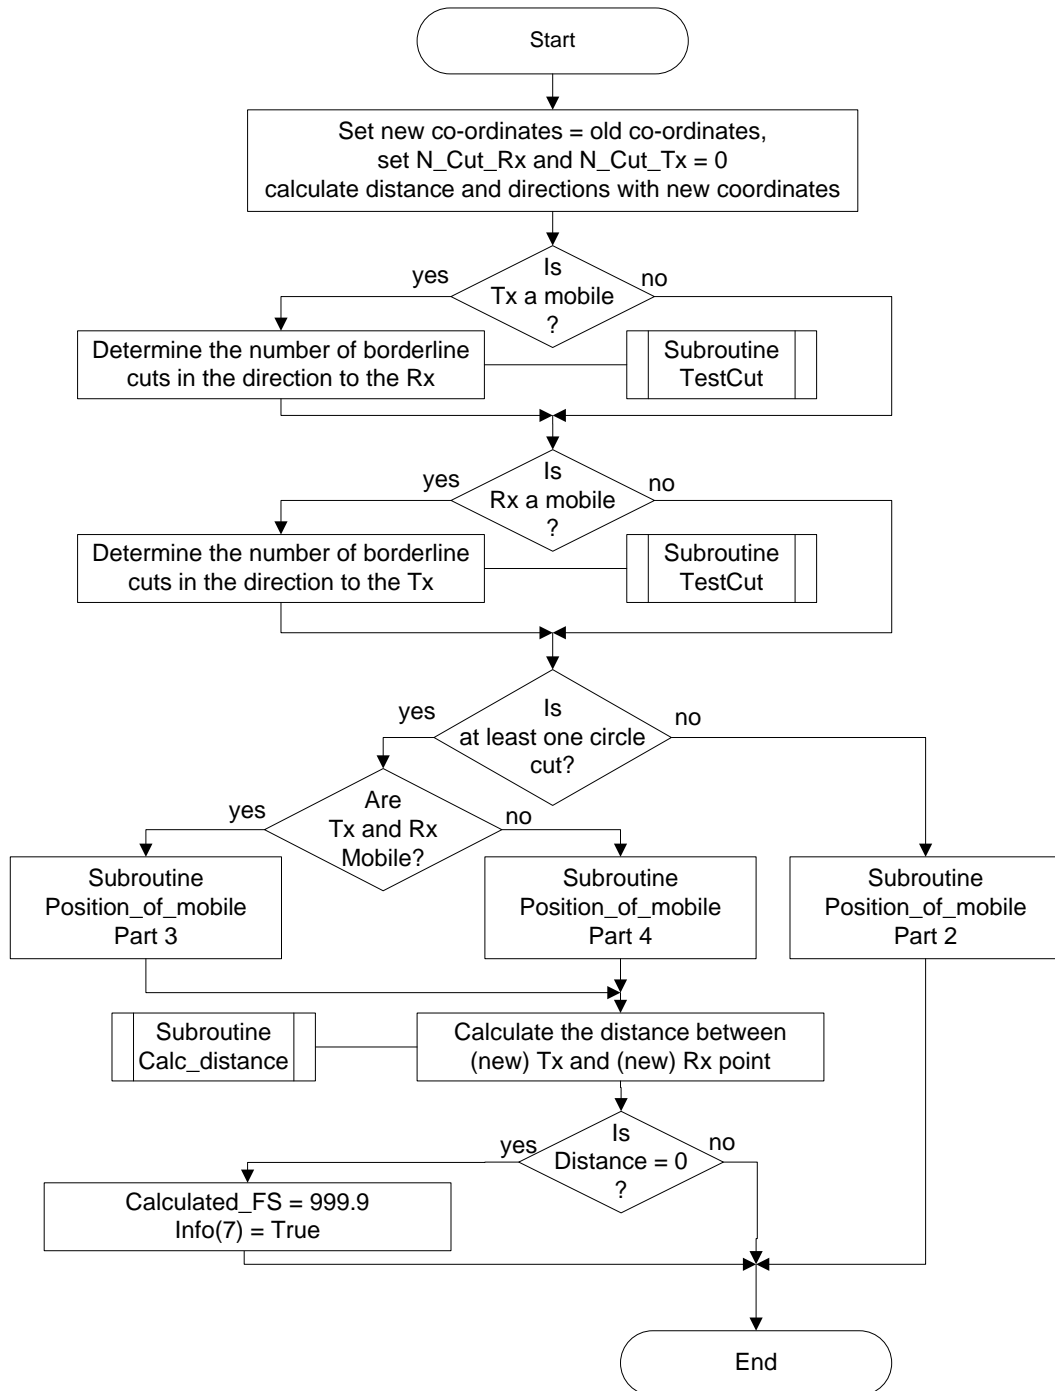 Start
Set new co-ordinates = old co-ordinates,
set N_Cut_Rx and N_Cut_Tx = 0
calculate distance and directions with new coordinates
Is
Tx a mobile
?
yes
no
Determine the number of borderline
cuts in the direction to the Rx
Subroutine
TestCut
Is
Rx a mobile
?
yes
no
Determine the number of borderline
cuts in the direction to the Tx
Subroutine
TestCut
Is
at least one circle
cut?
yes
no
Are
Tx and Rx
Mobile?
yes
no
Subroutine
Position_of_mobile
Part 3
Subroutine
Position_of_mobile
Part 4
Subroutine
Position_of_mobile
Part 2
Subroutine
Calc_distance
Calculate the distance between
(new) Tx and (new) Rx point
Is
Distance = 0
?
yes
no
Calculated_FS = 999.9
Info(7) = True
End